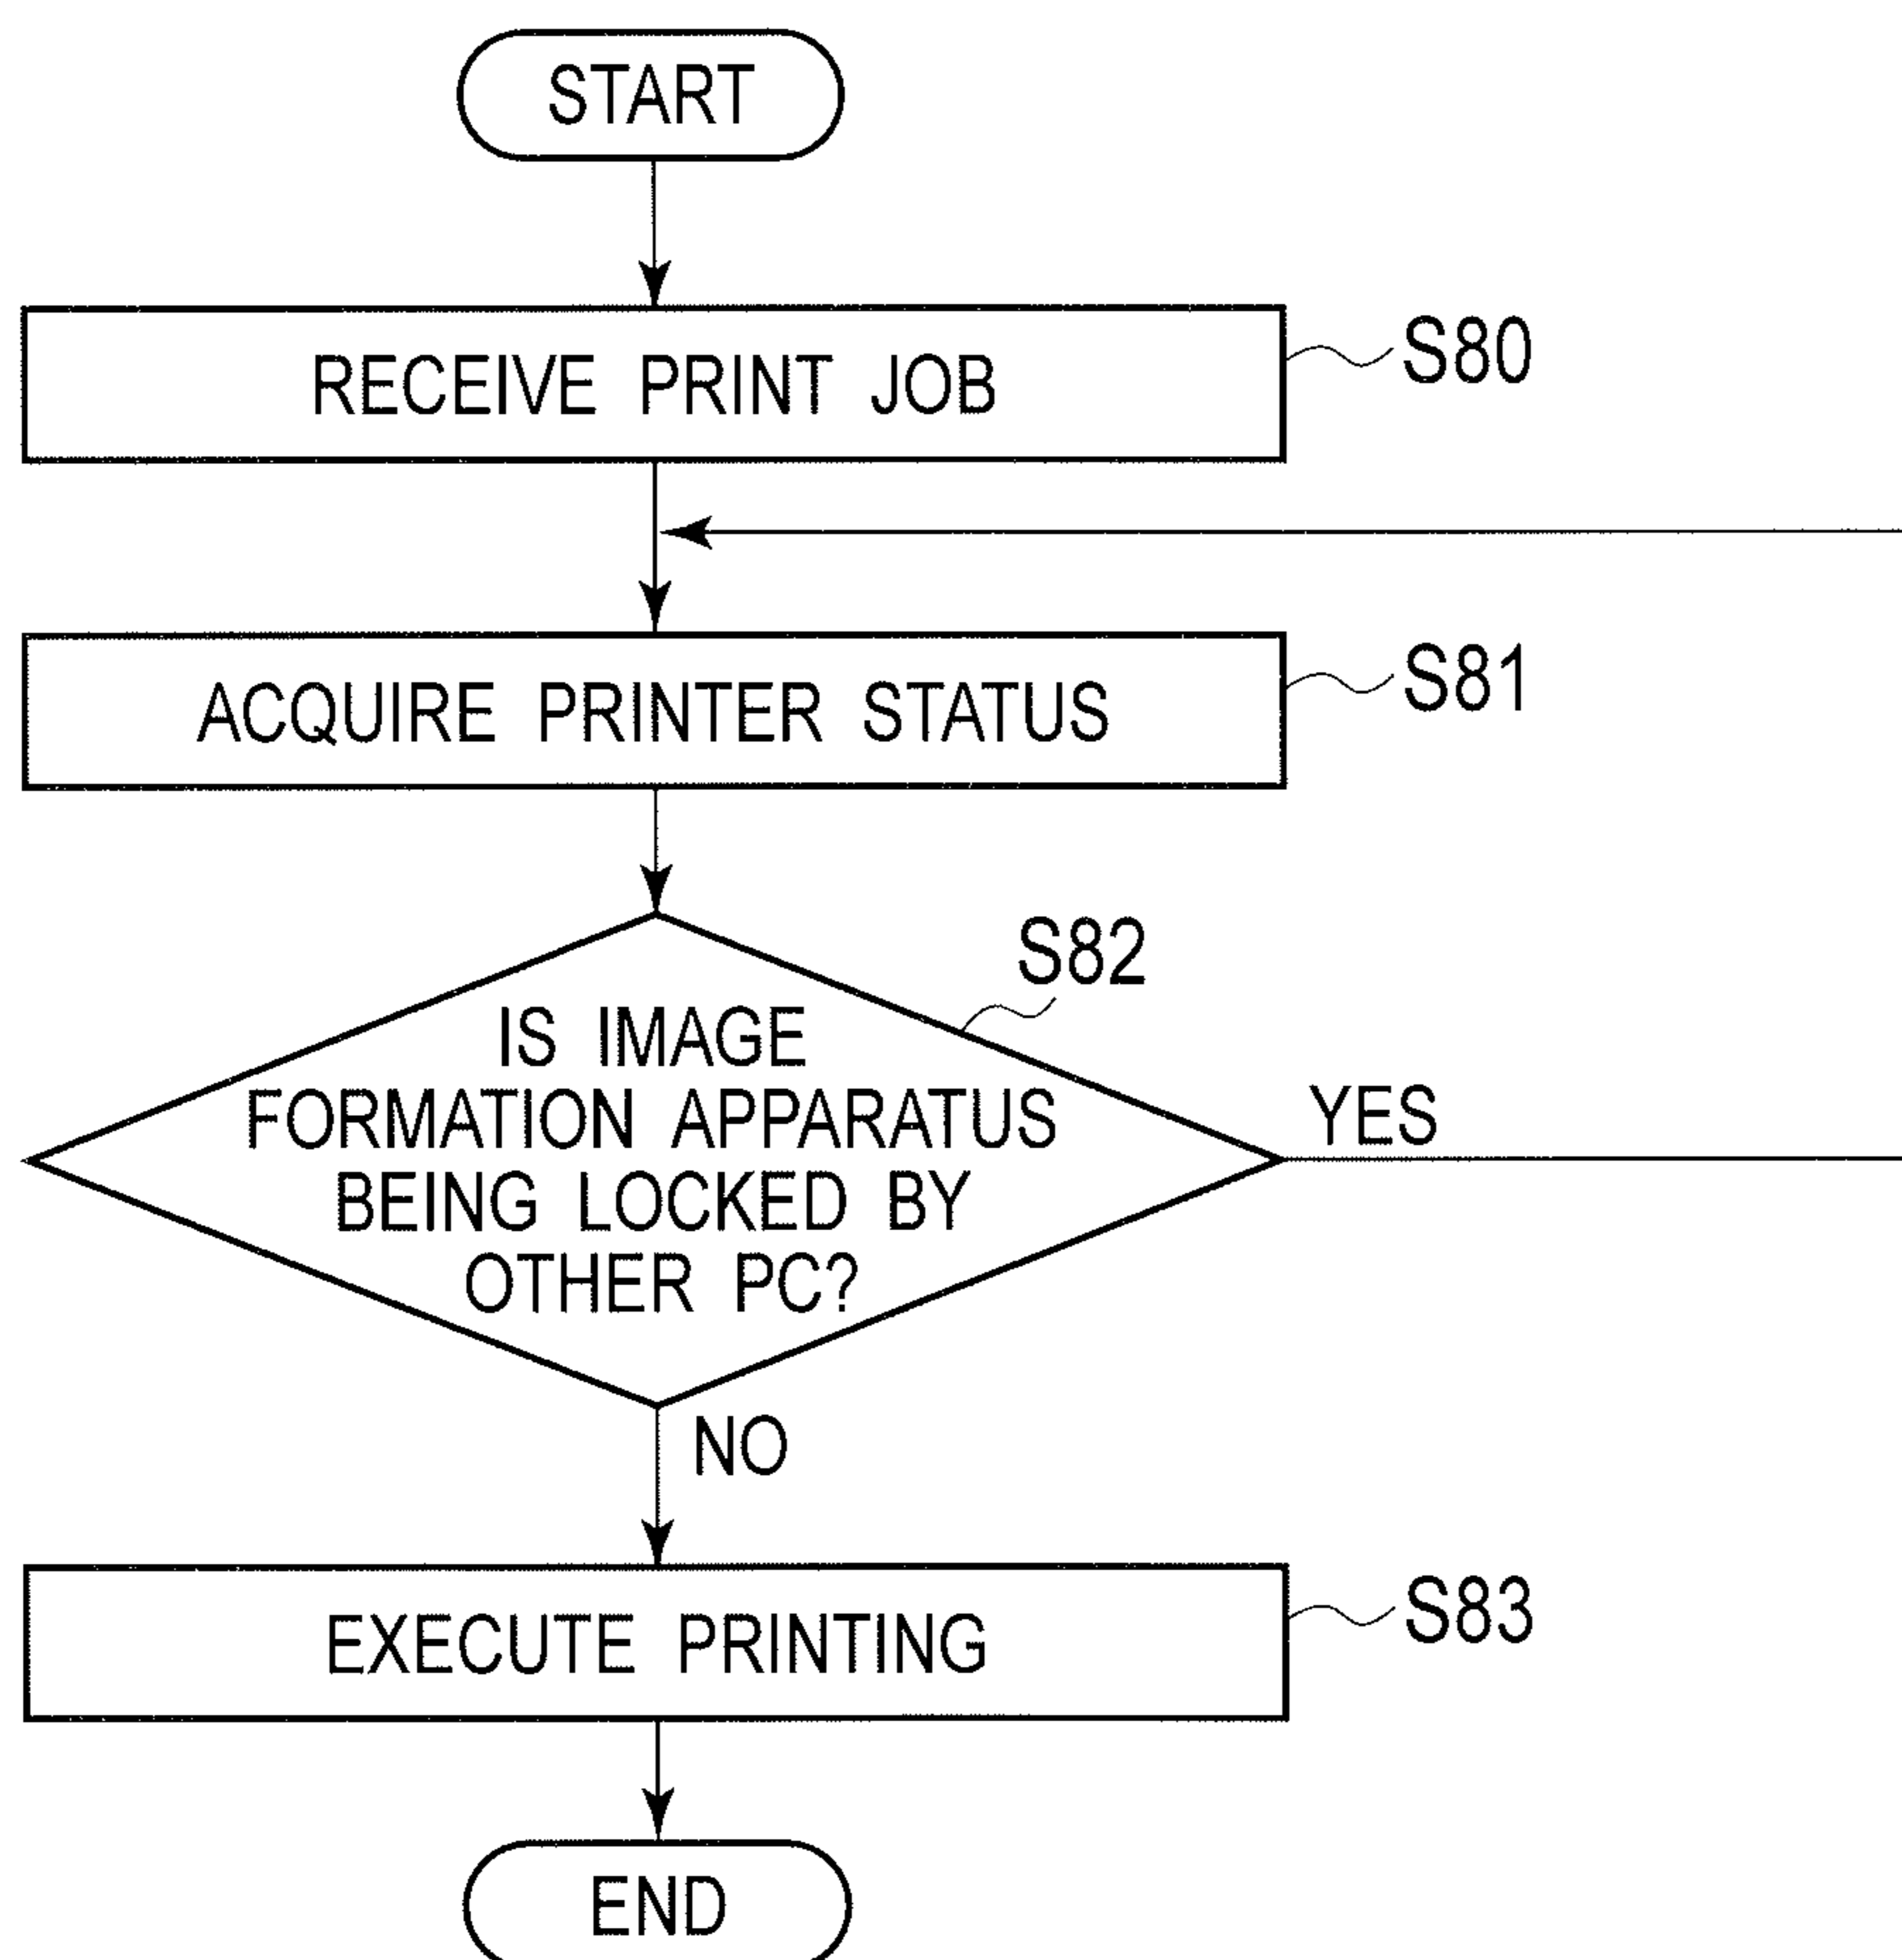 START
RECEIVE PRINT JOB
S80
ACQUIRE PRINTER STATUS
S81
S82
IS IMAGE
FORMATION APPARATUS
BEING LOCKED BY
OTHER PC?
YES
NO
EXECUTE PRINTING
S83
END